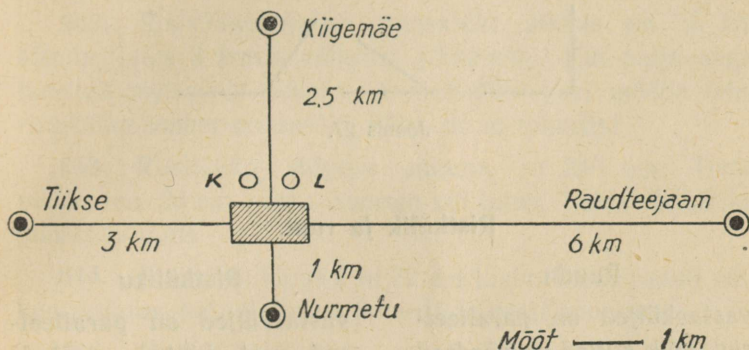 Kiigemäe
2,5 km
K L
Tiikse
Raudteejaam
3 km
6 km
1 km
Nurmetu
Mõõt 1 km